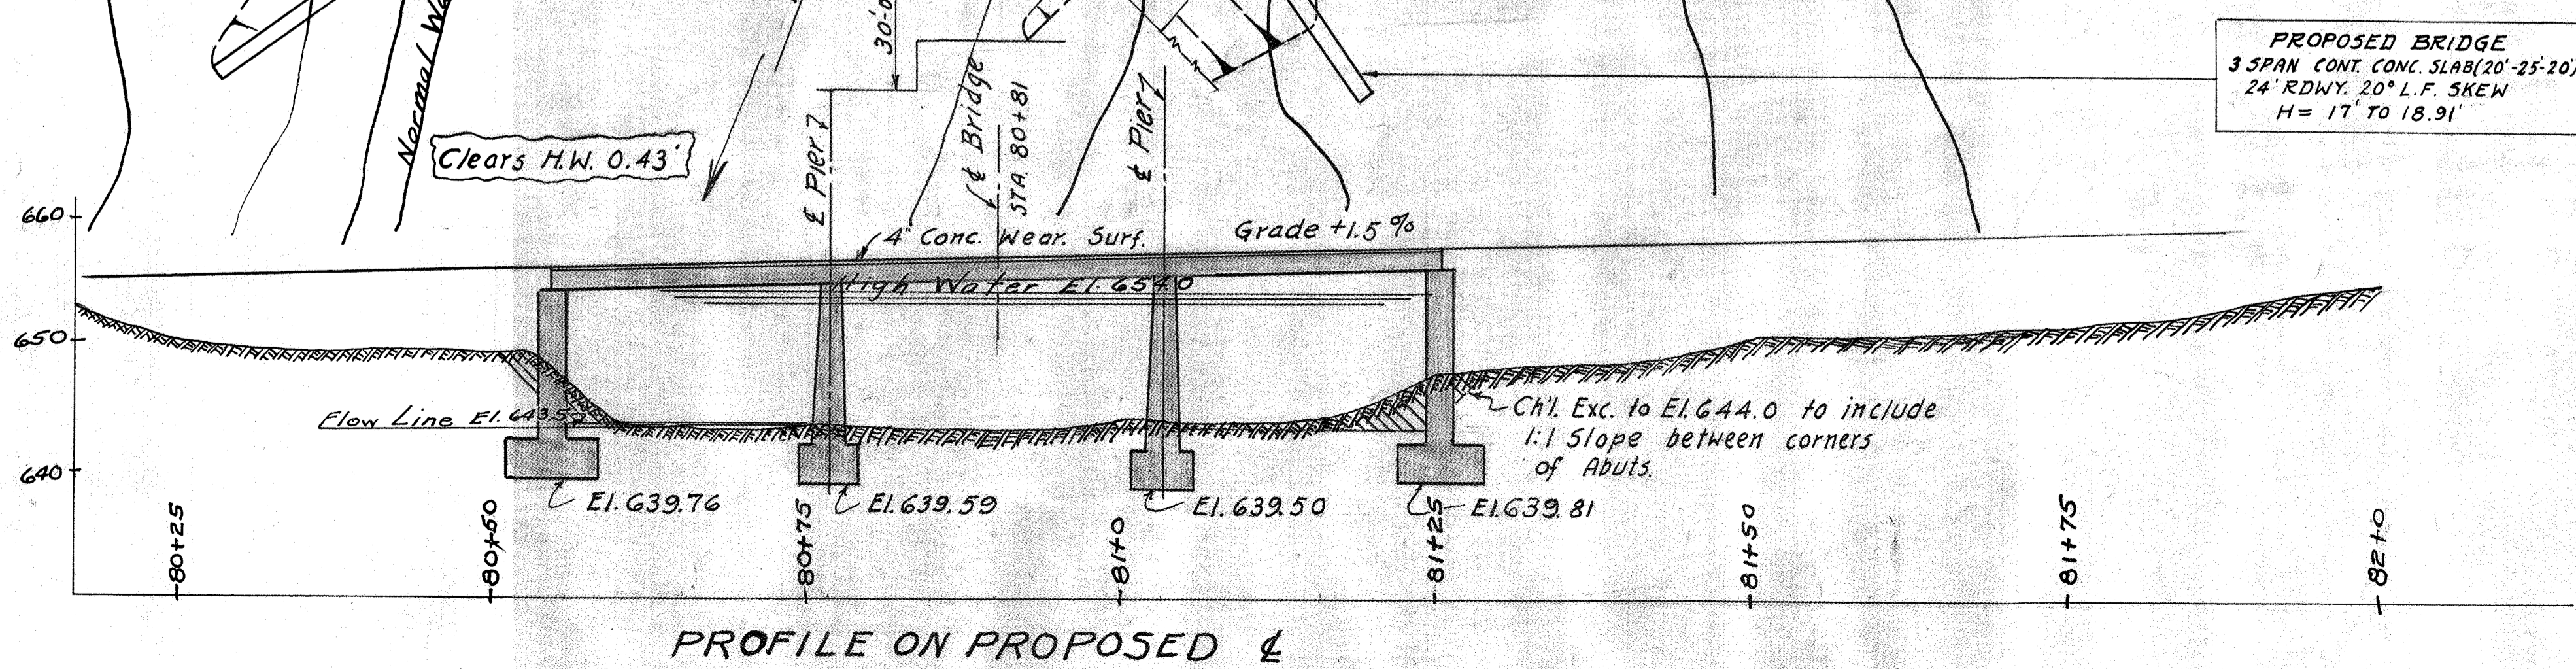 30'-0
Normal Wa
PROPOSED BRIDGE
3 SPAN CONT. CONC. SLAB (20'-25'-20')
24' RDWY. 20° L.F. SKEW
H = 17' TO 18.91'
Clears H.W. 0.43'
℄ Pier
℄ Bridge
STA. 80+81
℄ Pier
4" Conc. Wear. Surf.
Grade +1.5%
High Water El. 654.0
660
650
640
Flow Line El. 643.50
Ch'l. Exc. to El. 644.0 to include
1:1 Slope between corners
of Abuts.
El. 639.76
El. 639.59
El. 639.50
El. 639.81
80+25
80+50
80+75
81+0
81+25
81+50
81+75
82+0
PROFILE ON PROPOSED ℄